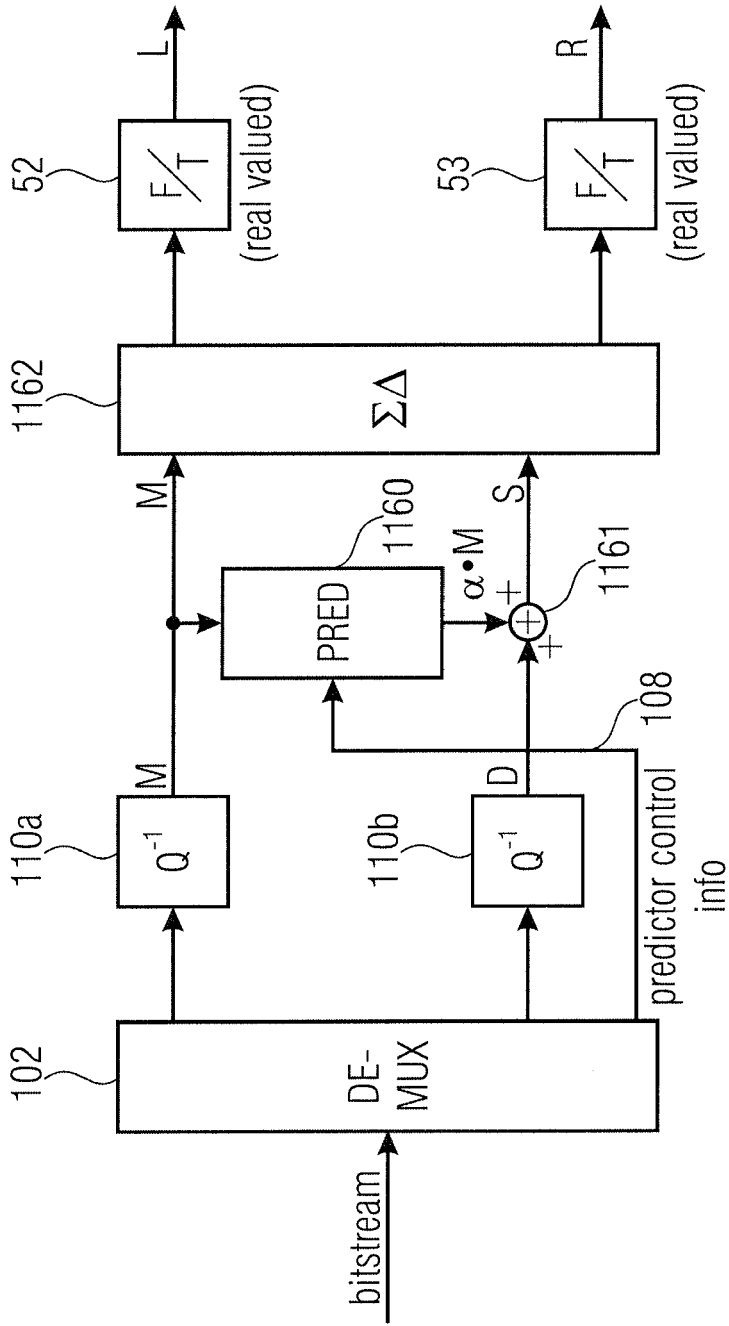 bitstream
102
DE-
MUX
110a
Q⁻¹
M
110b
Q⁻¹
D
predictor control
info
108
PRED
1160
α•M
+
+
+
1161
M
S
1162
ΣΔ
52
F/T
(real valued)
L
53
F/T
(real valued)
R